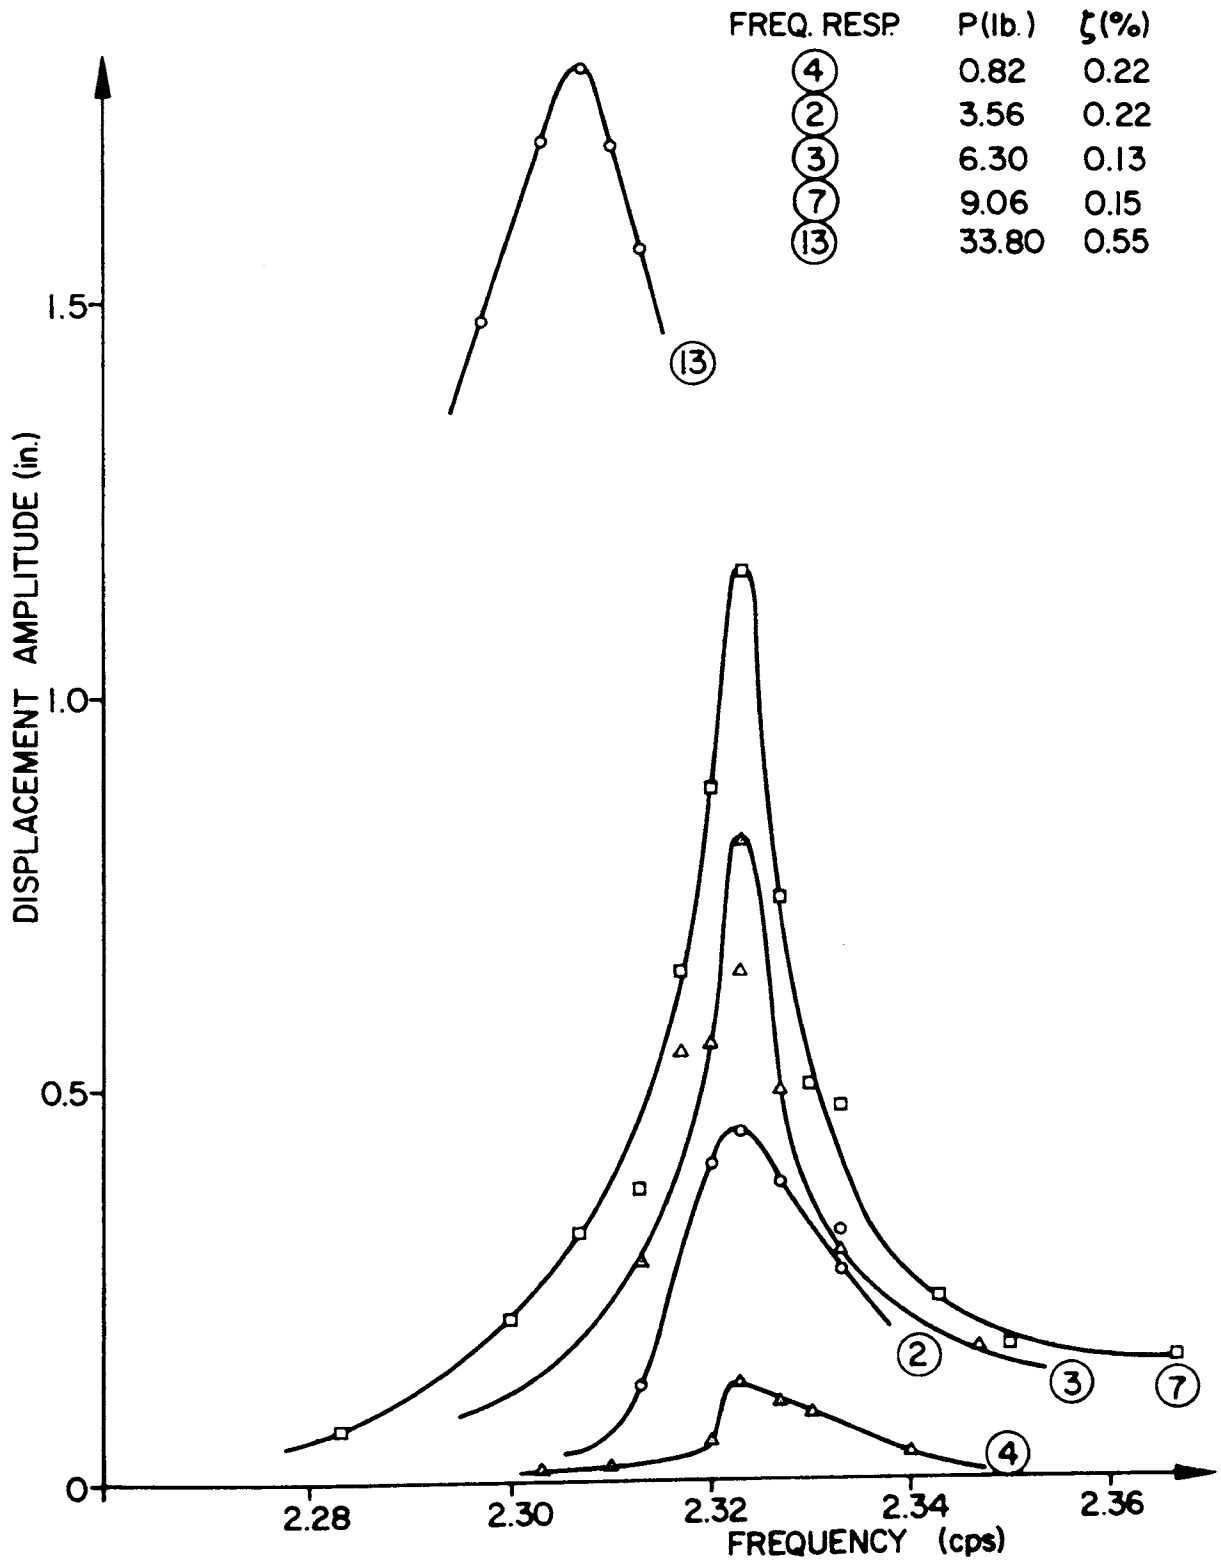 FREQ. RESP. P(lb.) ζ(%)
4 0.82 0.22
2 3.56 0.22
3 6.30 0.13
7 9.06 0.15
13 33.80 0.55
1.5
13
DISPLACEMENT AMPLITUDE (in.)
1.0
0.5
2
3
7
4
0
2.28 2.30 2.32 2.34 2.36
FREQUENCY (cps)